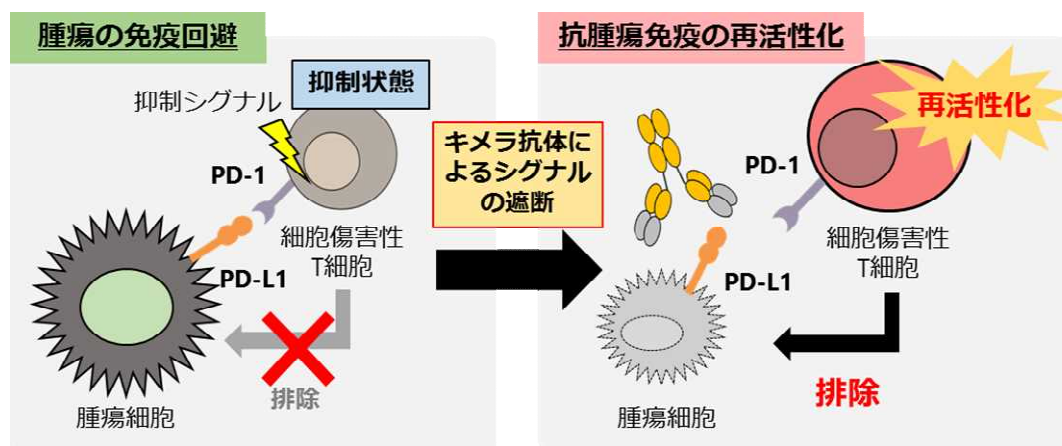 腫瘍の免疫回避
抑制状態
抑制シグナル
PD-1
細胞傷害性
T細胞
PD-L1
排除
腫瘍細胞
キメラ抗体に
よるシグナル
の遮断
抗腫瘍免疫の再活性化
再活性化
PD-1
細胞傷害性
T細胞
PD-L1
排除
腫瘍細胞